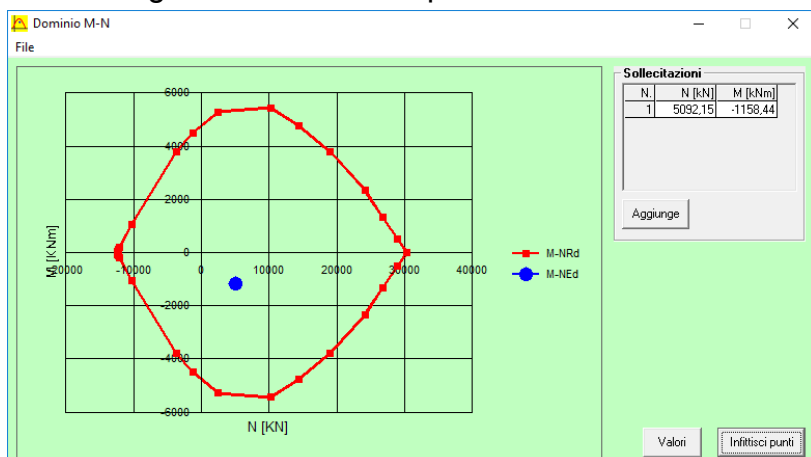 Dominio M-N
File
Sollecitazioni
N. N [kN] M [kNm]
1 5092,15 -1158,44
Aggiunge
6000
4000
2000
0
-20000 -10000 0 10000 20000 30000 40000
-2000
-4000
-6000
M [KNm]
N [KN]
M-NRd
M-NEd
Valori
Infittisci punti